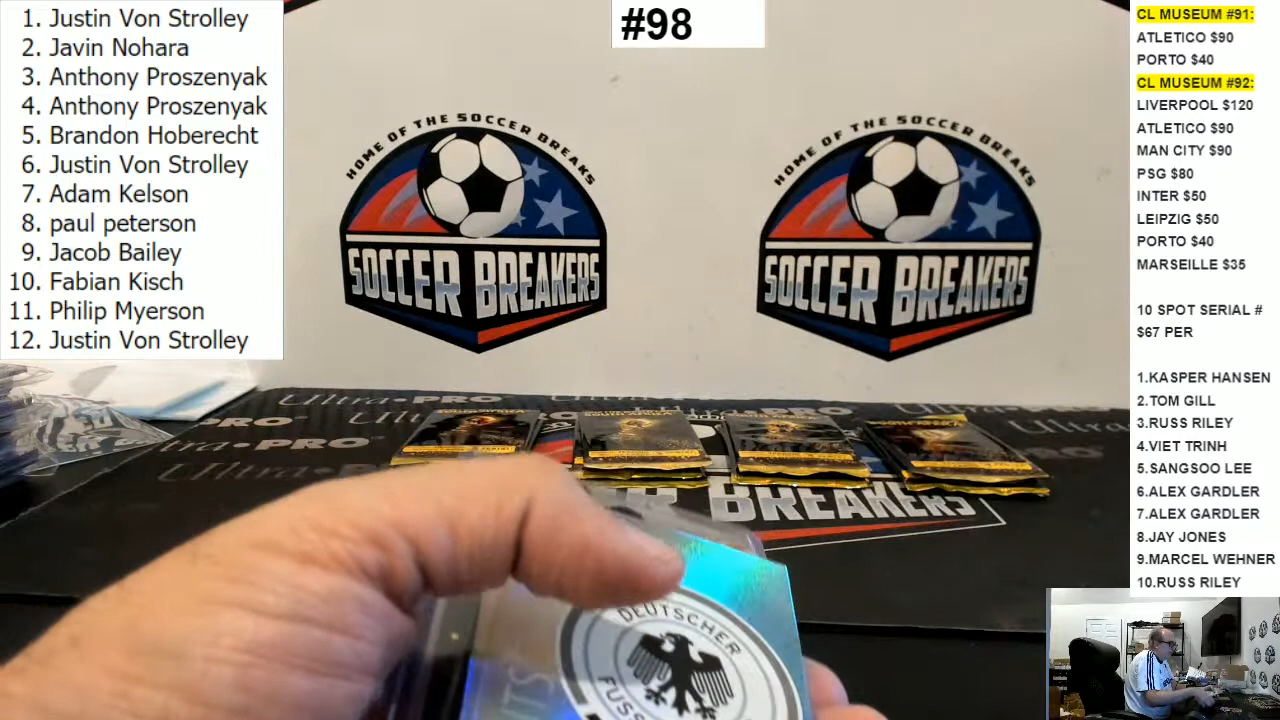 1. Justin Von Strolley
2. Javin Nohara
3. Anthony Proszenyak
4. Anthony Proszenyak
5. Brandon Hoberecht
6. Justin Von Strolley
7. Adam Kelson
8. paul peterson
9. Jacob Bailey
10. Fabian Kisch
11. Philip Myerson
12. Justin Von Strolley
#98
HOME OF THE SOCCER BREAKS
SOCCER BREAKERS
HOME OF THE SOCCER BREAKS
SOCCER BREAKERS
CL MUSEUM #91:
ATLETICO $90
PORTO $40
CL MUSEUM #92:
LIVERPOOL $120
ATLETICO $90
MAN CITY $90
PSG $80
INTER $50
LEIPZIG $50
PORTO $40
MARSEILLE $35
10 SPOT SERIAL #
$67 PER
1.KASPER HANSEN
2.TOM GILL
3.RUSS RILEY
4.VIET TRINH
5.SANGSOO LEE
6.ALEX GARDLER
7.ALEX GARDLER
8.JAY JONES
9.MARCEL WEHNER
10.RUSS RILEY
Ultra PRO
BREAKERS
DEUTSCHER
FUSS